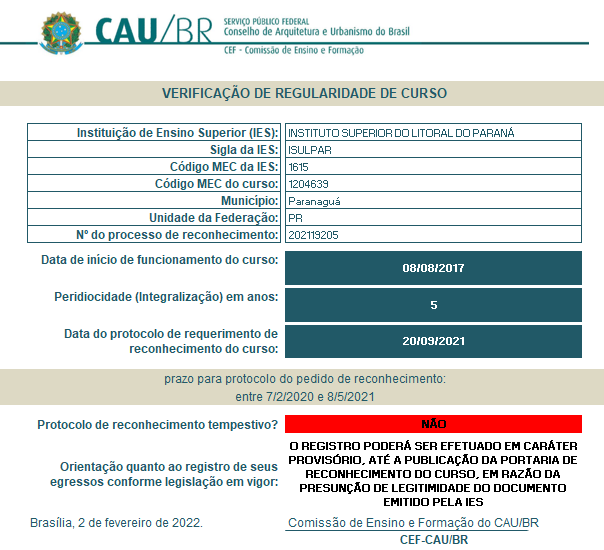 CAU/BR
SERVIÇO PÚBLICO FEDERAL
Conselho de Arquitetura e Urbanismo do Brasil
CEF - Comissão de Ensino e Formação
VERIFICAÇÃO DE REGULARIDADE DE CURSO
Instituição de Ensino Superior (IES): INSTITUTO SUPERIOR DO LITORAL DO PARANÁ
Sigla da IES: ISULPAR
Código MEC da IES: 1615
Código MEC do curso: 1204639
Município: Paranaguá
Unidade da Federação: PR
Nº do processo de reconhecimento: 202119205
Data de início de funcionamento do curso: 08/08/2017
Peridiocidade (Integralização) em anos: 5
Data do protocolo de requerimento de
reconhecimento do curso: 20/09/2021
prazo para protocolo do pedido de reconhecimento:
entre 7/2/2020 e 8/5/2021
Protocolo de reconhecimento tempestivo? NÃO
Orientação quanto ao registro de seus
egressos conforme legislação em vigor:
O REGISTRO PODERÁ SER EFETUADO EM CARÁTER
PROVISÓRIO, ATÉ A PUBLICAÇÃO DA PORTARIA DE
RECONHECIMENTO DO CURSO, EM RAZÃO DA
PRESUNÇÃO DE LEGITIMIDADE DO DOCUMENTO
EMITIDO PELA IES
Brasília, 2 de fevereiro de 2022. Comissão de Ensino e Formação do CAU/BR
CEF-CAU/BR